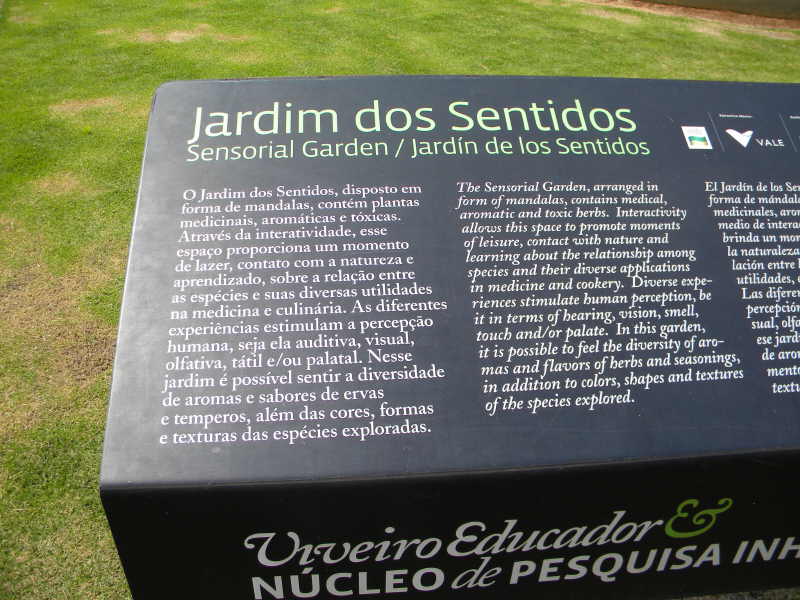 Jardim dos Sentidos
Sensorial Garden / Jardín de los Sentidos
VALE
O Jardim dos Sentidos, disposto em
forma de mandalas, contém plantas
medicinais, aromáticas e tóxicas.
Através da interatividade, esse
espaço proporciona um momento
de lazer, contato com a natureza e
aprendizado, sobre a relação entre
as espécies e suas diversas utilidades
na medicina e culinária. As diferentes
experiências estimulam a percepção
humana, seja ela auditiva, visual,
olfativa, tátil e/ou palatal. Nesse
jardim é possível sentir a diversidade
de aromas e sabores de ervas
e temperos, além das cores, formas
e texturas das espécies exploradas.
The Sensorial Garden, arranged in
form of mandalas, contains medical,
aromatic and toxic herbs. Interactivity
allows this space to promote moments
of leisure, contact with nature and
learning about the relationship among
species and their diverse applications
in medicine and cookery. Diverse expe-
riences stimulate human perception, be
it in terms of hearing, vision, smell,
touch and/or palate. In this garden,
it is possible to feel the diversity of aro-
mas and flavors of herbs and seasonings,
in addition to colors, shapes and textures
of the species explored.
El Jardín de los
forma de
medicinales,
medio de
brinda un
la naturaleza
lación entre
utilidades,
Las
percepción
sual,
ese
de
Viveiro Educador &
NÚCLEO de PESQUISA